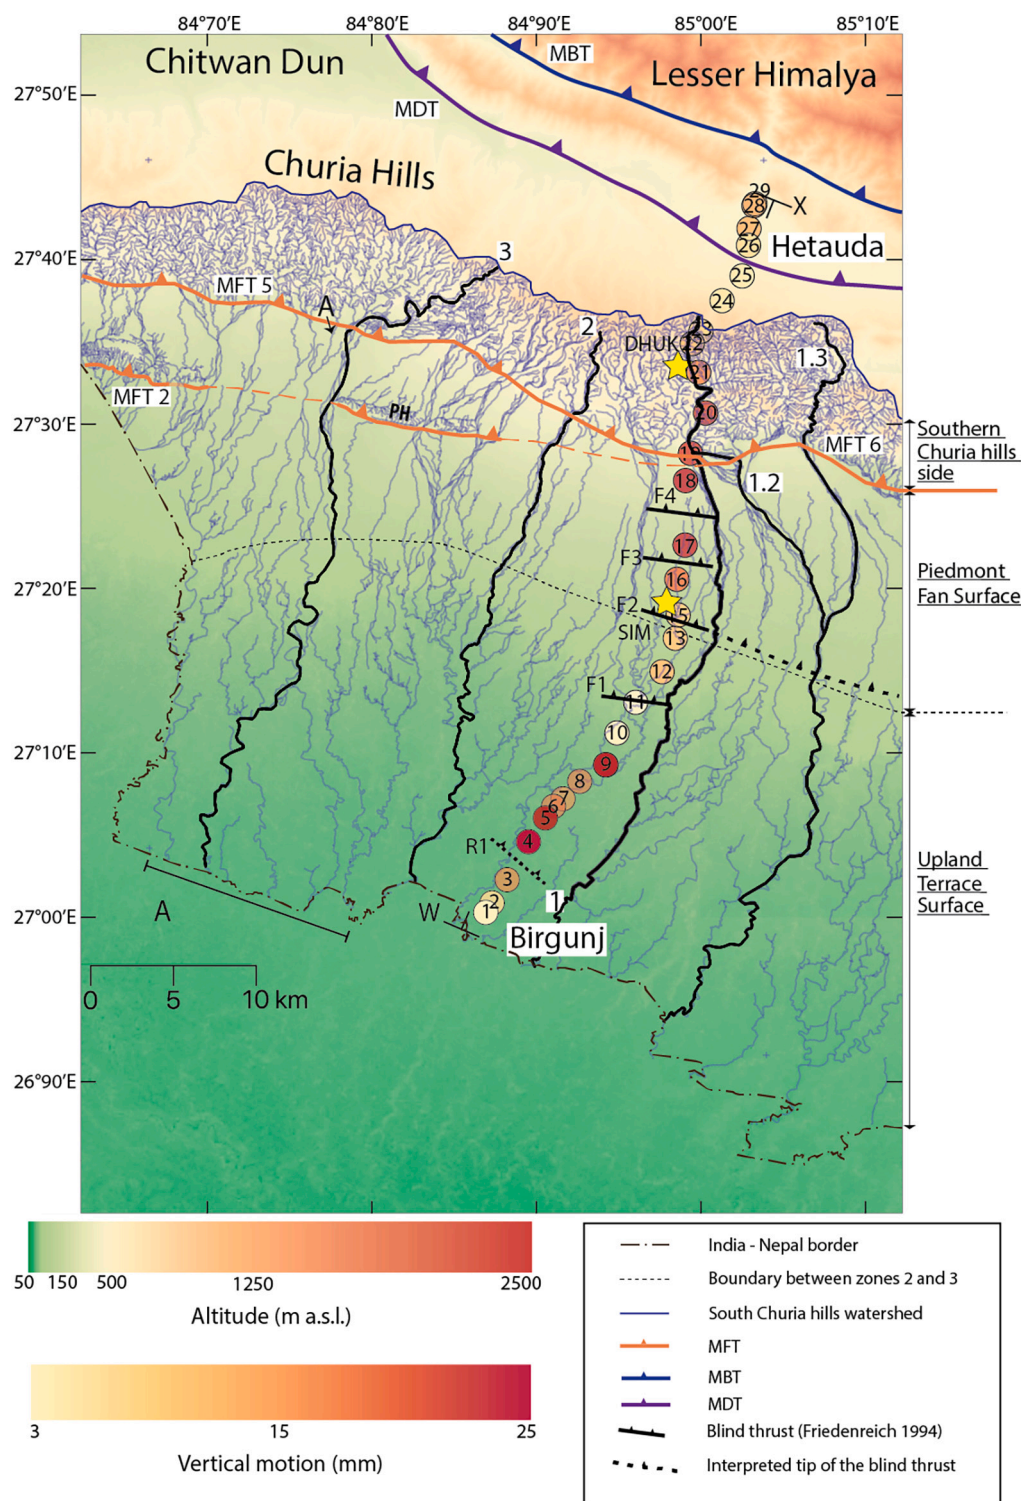 84°70'E 84°80'E 84°90'E 85°00'E 85°10'E
Chitwan Dun
MBT
Lesser Himalya
27°50'E
MDT
Churia Hills
29
28
X
27
26
Hetauda
3
27°40'E
25
MFT 5
24
A
2
DHUK
22
1.3
21
MFT 2
20
PH
27°30'E
MFT 6
Southern
Churia hills
side
18
1.2
F4
17
F3
16
Piedmont
Fan Surface
27°20'E
F2
15
SIM
13
12
F1
11
10
27°10'E
9
8
7
6
5
4
R1
3
Upland
Terrace
Surface
2
1
1
A
W
27°00'E
Birgunj
0 5 10 km
26°90'E
50 150 500 1250 2500
Altitude (m a.s.l.)
3 15 25
Vertical motion (mm)
India - Nepal border
Boundary between zones 2 and 3
South Churia hills watershed
MFT
MBT
MDT
Blind thrust (Friedenreich 1994)
Interpreted tip of the blind thrust